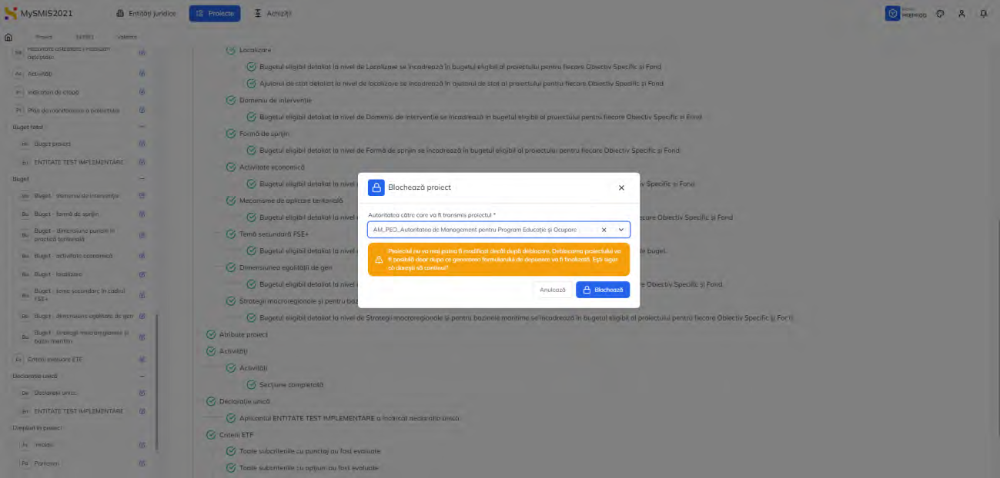 MySMIS2021
Entități juridice
Proiecte
Achiziții
Proiect
Validare
așteptate
Activități
Indicatori de etapă
Plan de monitorizare a proiectului
Buget total
Buget proiect
ENTITATE TEST IMPLEMENTARE
Buget
Buget - domeniu de intervenție
Buget - formă de sprijin
Buget - dimensiune punere în
practică teritorială
Buget - activitate economică
Buget - localizare
Buget - teme secundare în cadrul
FSE+
Buget - dimensiune egalitate de gen
Buget - strategii macroregionale și
bazin maritim
Criterii evaluare ETF
Declarația unică
Declarații unice
ENTITATE TEST IMPLEMENTARE
Drepturi în proiect
Parteneri
Localizare
Bugetul eligibil detaliat la nivel de Localizare se încadrează în bugetul eligibil al proiectului pentru fiecare Obiectiv Specific și Fond
Ajutorul de stat detaliat la nivel de Localizare se încadrează în ajutorul de stat al proiectului pentru fiecare Obiectiv Specific și Fond
Domeniu de intervenție
Bugetul eligibil detaliat la nivel de Domeniu de intervenție se încadrează în bugetul eligibil al proiectului pentru fiecare Obiectiv Specific și Fond
Formă de sprijin
Bugetul eligibil detaliat la nivel de Formă de sprijin se încadrează în bugetul eligibil al proiectului pentru fiecare Obiectiv Specific și Fond
Activitate economică
Bugetul eligibil detaliat la nivel
v Specific și Fond
Mecanisme de aplicare teritorială
Bugetul eligibil detaliat la nivel
care Obiectiv Specific și Fond
Temă secundară FSE+
Bugetul eligibil detaliat la nivel
de buget
Dimensiunea egalității de gen
Bugetul eligibil detaliat la nivel
e Obiectiv Specific și Fond
Strategii macroregionale și pentru baz
Bugetul eligibil detaliat la nivel de Strategii macroregionale și pentru bazinele maritime se încadrează în bugetul eligibil al proiectului pentru fiecare Obiectiv Specific și Fond
Atribute proiect
Activități
Activități
Secțiune completată
Declarație unică
Aplicantul ENTITATE TEST IMPLEMENTARE a încărcat declarația unică
Criterii ETF
Toate subcriteriile cu punctaj au fost evaluate
Toate subcriteriile cu opțiuni au fost evaluate
Blochează proiect
Autoritatea către care va fi transmis proiectul *
AM_PEO_Autoritatea de Management pentru Program Educație și Ocupare
Proiectul nu va mai putea fi modificat decât după deblocare. Deblocarea proiectului va
fi posibilă doar după ce generarea formularului de depunere va fi finalizată. Ești sigur
că dorești să continui?
Anulează
Blochează